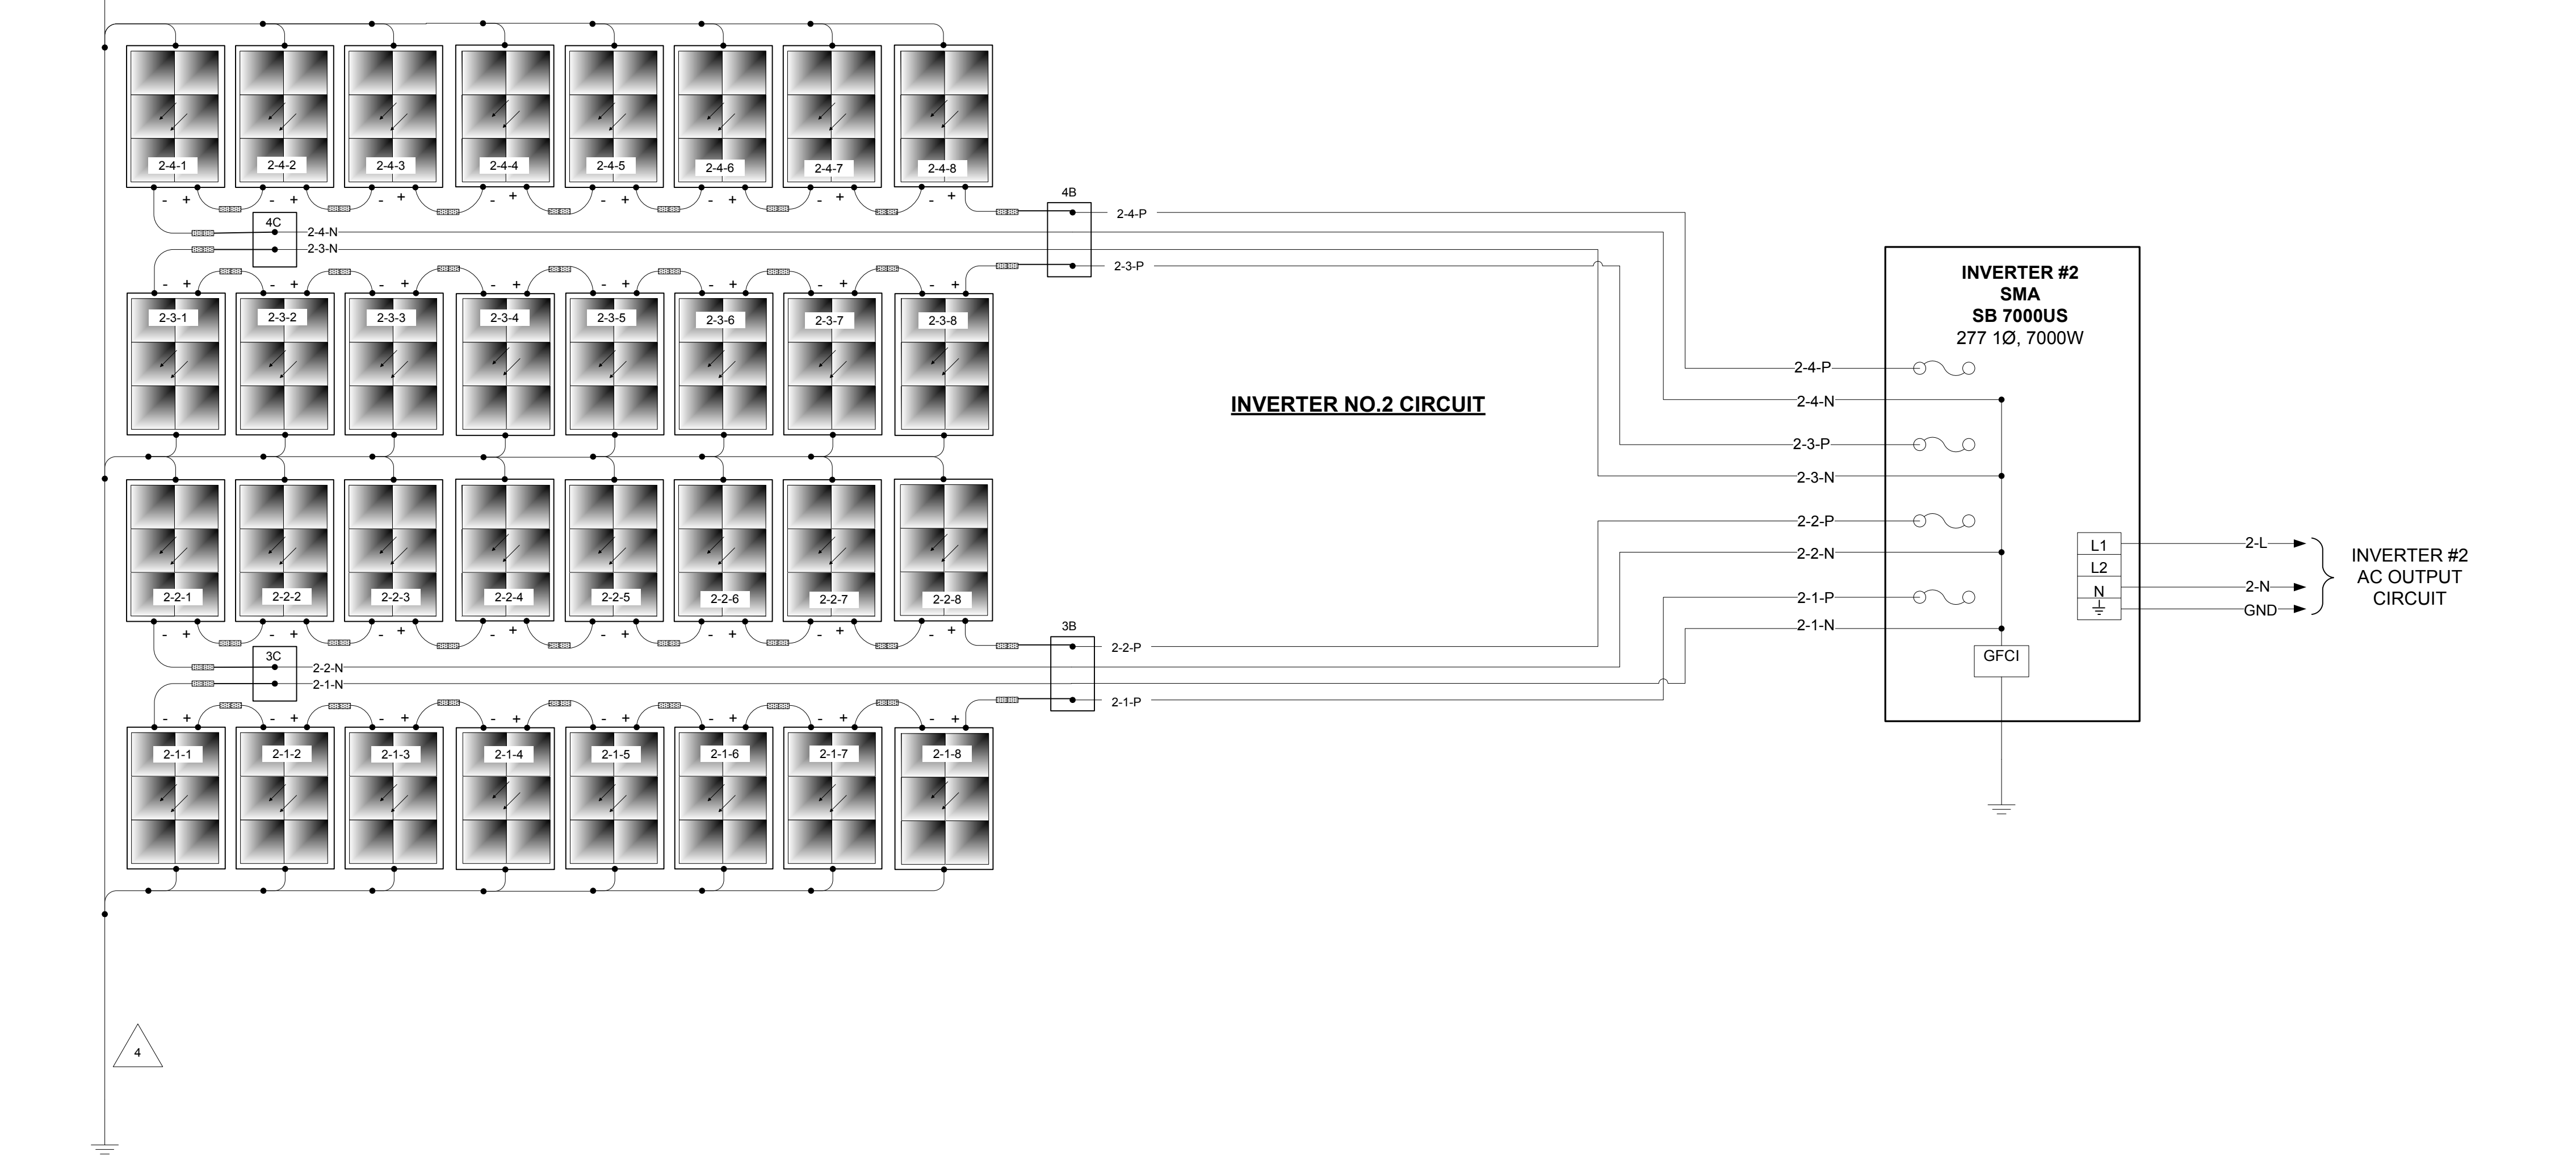 2-4-1 2-4-2 2-4-3 2-4-4 2-4-5 2-4-6 2-4-7 2-4-8
- + - + - + - + - + - + - + - +
4B
2-4-P
4C
2-4-N
2-3-N
2-3-P
- + - + - + - + - + - + - + - +
2-3-1 2-3-2 2-3-3 2-3-4 2-3-5 2-3-6 2-3-7 2-3-8
INVERTER NO.2 CIRCUIT
2-2-1 2-2-2 2-2-3 2-2-4 2-2-5 2-2-6 2-2-7 2-2-8
- + - + - + - + - + - + - + - +
3B
2-2-P
3C
2-2-N
2-1-N
2-1-P
- + - + - + - + - + - + - + - +
2-1-1 2-1-2 2-1-3 2-1-4 2-1-5 2-1-6 2-1-7 2-1-8
4
INVERTER #2
SMA
SB 7000US
277 1Ø, 7000W
2-4-P
2-4-N
2-3-P
2-3-N
2-2-P
2-2-N
2-1-P
2-1-N
GFCI
L1
L2
N
2-L
2-N
GND
INVERTER #2
AC OUTPUT
CIRCUIT